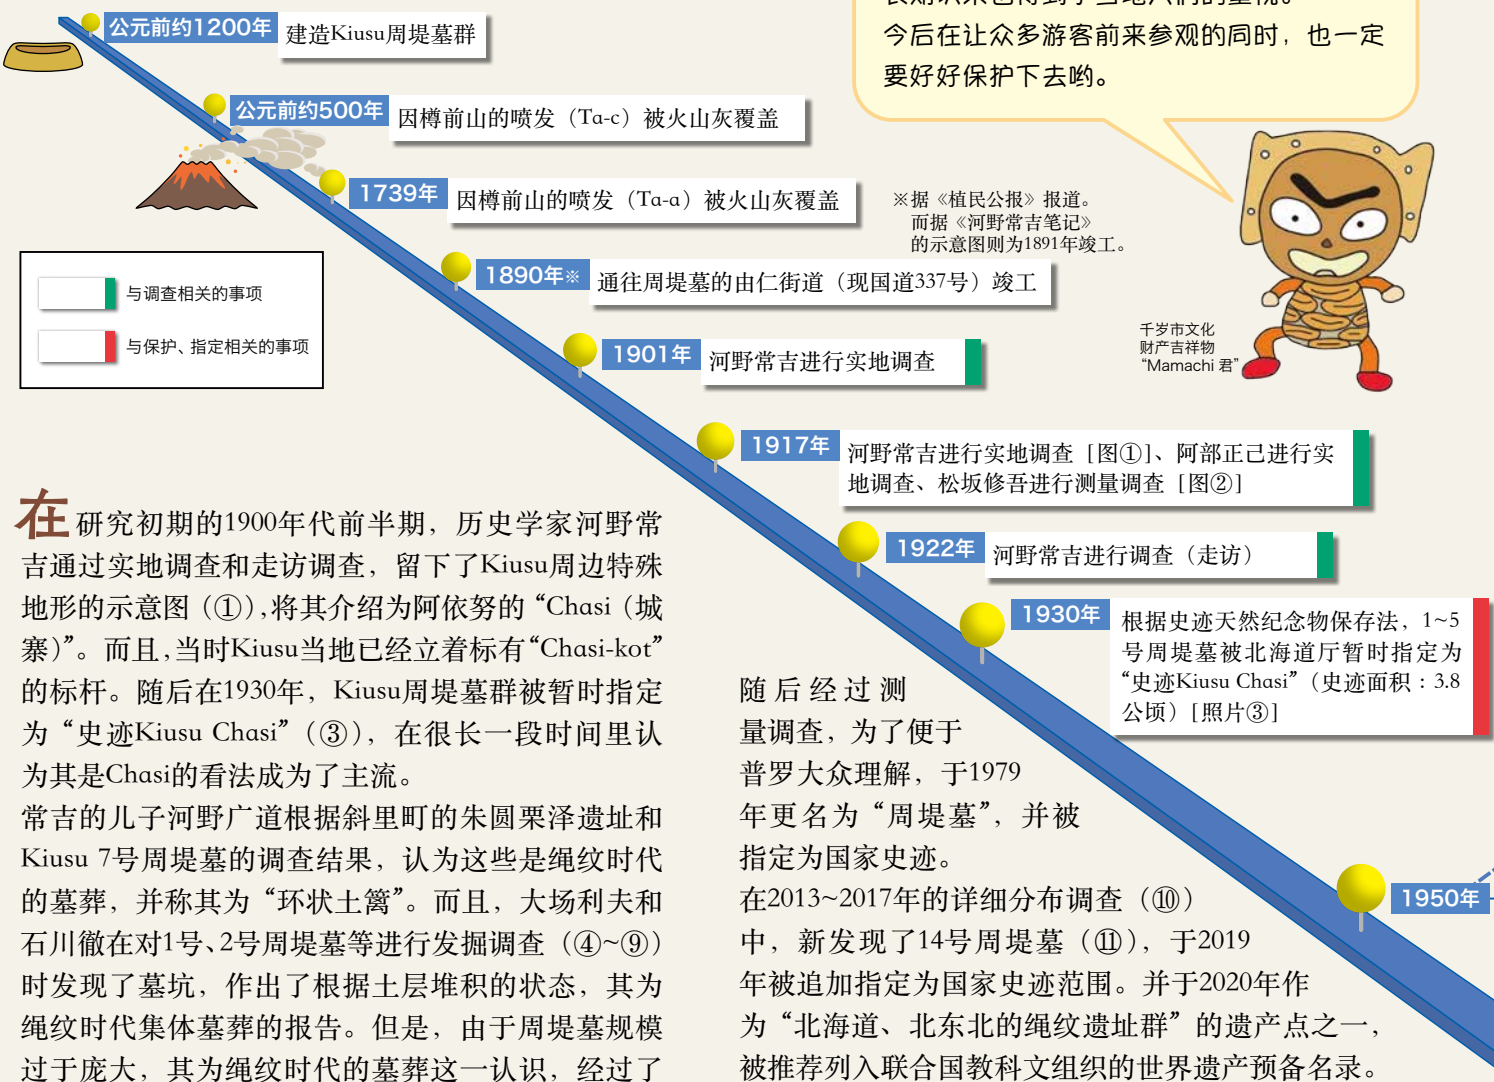 公元前约1200年
建造Kiusu周堤墓群
公元前约500年
因樽前山的喷发（Ta-c）被火山灰覆盖
1739年
因樽前山的喷发（Ta-a）被火山灰覆盖
1890年※
通往周堤墓的由仁街道（现国道337号）竣工
※据《植民公报》报道。
而据《河野常吉笔记》
的示意图则为1891年竣工。
1901年
河野常吉进行实地调查
1917年
河野常吉进行实地调查［图①］、阿部正己进行实
地调查、松坂修吾进行测量调查［图②］
1922年
河野常吉进行调查（走访）
1930年
根据史迹天然纪念物保存法，1~5
号周堤墓被北海道厅暂时指定为
“史迹Kiusu Chasi”（史迹面积：3.8
公顷）[照片③]
1950年
与调查相关的事项
与保护、指定相关的事项
今后在让众多游客前来参观的同时，也一定
要好好保护下去哟。
千岁市文化
财产吉祥物
“Mamachi 君”
在研究初期的1900年代前半期，历史学家河野常
吉通过实地调查和走访调查，留下了Kiusu周边特殊
地形的示意图（①），将其介绍为阿依努的“Chasi（城
寨）”。而且，当时Kiusu当地已经立着标有“Chasi-kot”
的标杆。随后在1930年，Kiusu周堤墓群被暂时指定
为“史迹Kiusu Chasi”（③），在很长一段时间里认
为其是Chasi的看法成为了主流。
常吉的儿子河野广道根据斜里町的朱圆栗泽遗址和
Kiusu 7号周堤墓的调查结果，认为这些是绳纹时代
的墓葬，并称其为“环状土篱”。而且，大场利夫和
石川徹在对1号、2号周堤墓等进行发掘调查（④~⑨）
时发现了墓坑，作出了根据土层堆积的状态，其为
绳纹时代集体墓葬的报告。但是，由于周堤墓规模
过于庞大，其为绳纹时代的墓葬这一认识，经过了
随后经过测
量调查，为了便于
普罗大众理解，于1979
年更名为“周堤墓”，并被
指定为国家史迹。
在2013~2017年的详细分布调查（⑩）
中，新发现了14号周堤墓（⑪），于2019
年被追加指定为国家史迹范围。并于2020年作
为“北海道、北东北的绳纹遗址群”的遗产点之一，
被推荐列入联合国教科文组织的世界遗产预备名录。